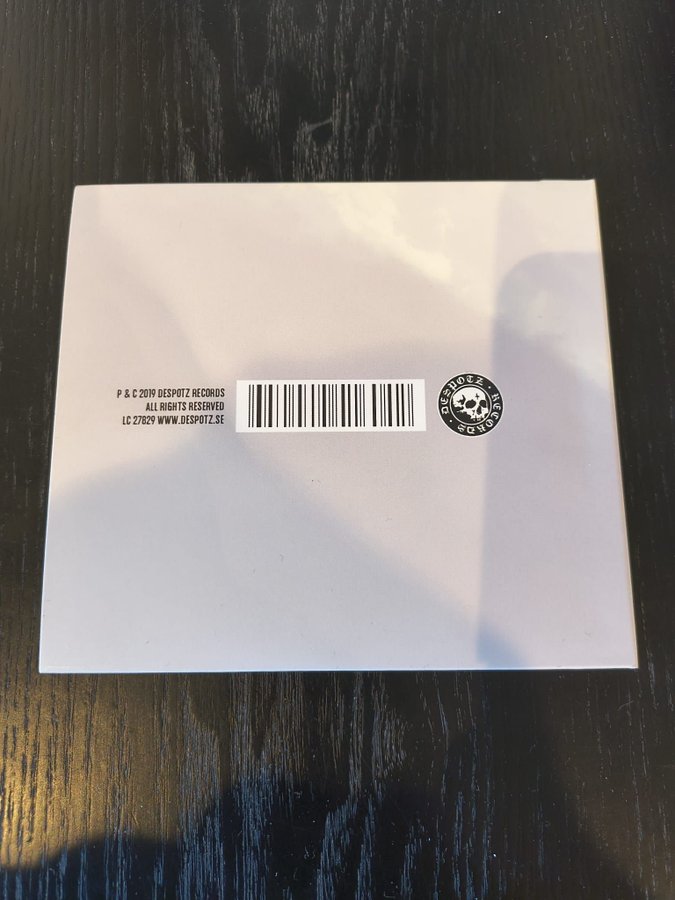 P & C 2019 DESPOTZ RECORDS
ALL RIGHTS RESERVED
LC 27829 WWW.DESPOTZ.SE
DESPOTZ · RECORDS ·